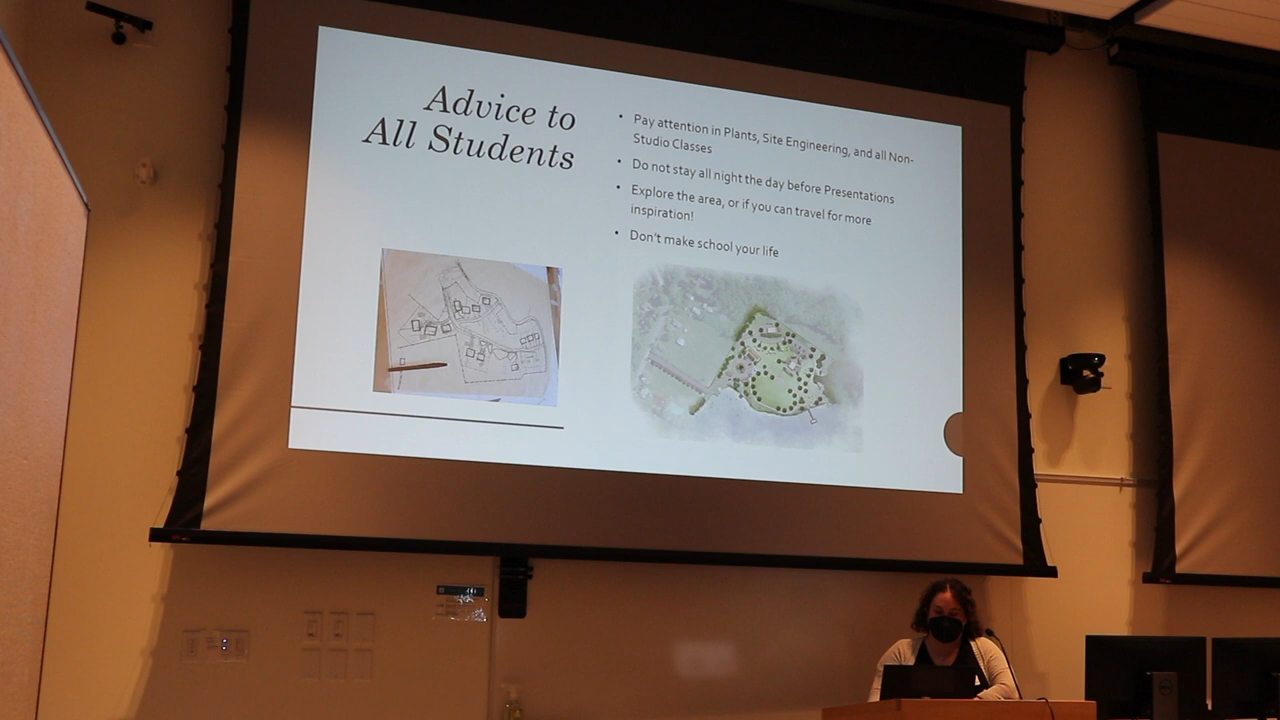 Advice to
All Students
• Pay attention in Plants, Site Engineering, and all Non-
Studio Classes
• Do not stay all night the day before Presentations
• Explore the area, or if you can travel for more
inspiration!
• Don't make school your life